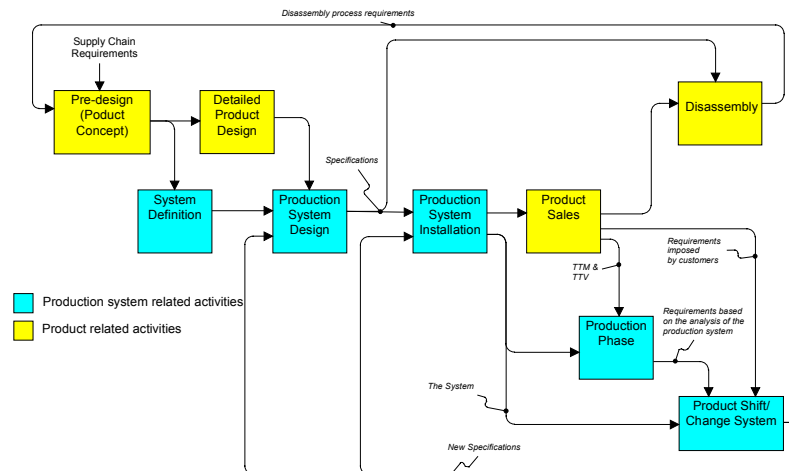 Disassembly process requirements
Supply Chain
Requirements
Pre-design
(Poduct
Concept)
Detailed
Product
Design
Disassembly
Specifications
System
Definition
Production
System
Design
Production
System
Installation
Product
Sales
Requirements
imposed
by customers
TTM &
TTV
Production system related activities
Product related activities
Production
Phase
Requirements based
on the analysis of the
production system
The System
Product Shift/
Change System
New Specifications